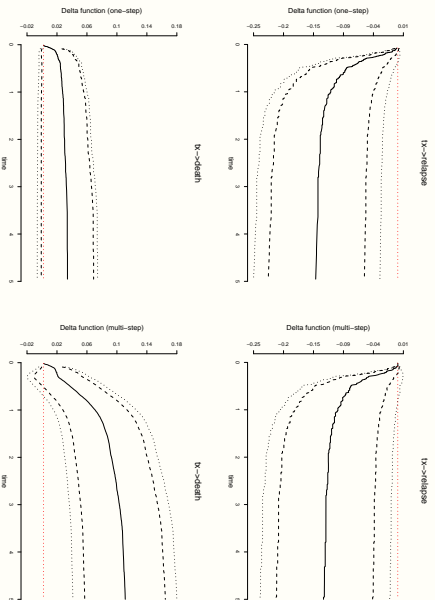 Delta function (one−step)
−0.02 0.02 0.06 0.10 0.14 0.18
0 1 2 3 4 5
time
tx−>death
Delta function (one−step)
−0.25 −0.2 −0.15 −0.09 −0.04 0.01
0 1 2 3 4 5
time
tx−>relapse
Delta function (multi−step)
−0.02 0.02 0.06 0.10 0.14 0.18
0 1 2 3 4 5
time
tx−>death
Delta function (multi−step)
−0.25 −0.2 −0.15 −0.09 −0.04 0.01
0 1 2 3 4 5
time
tx−>relapse